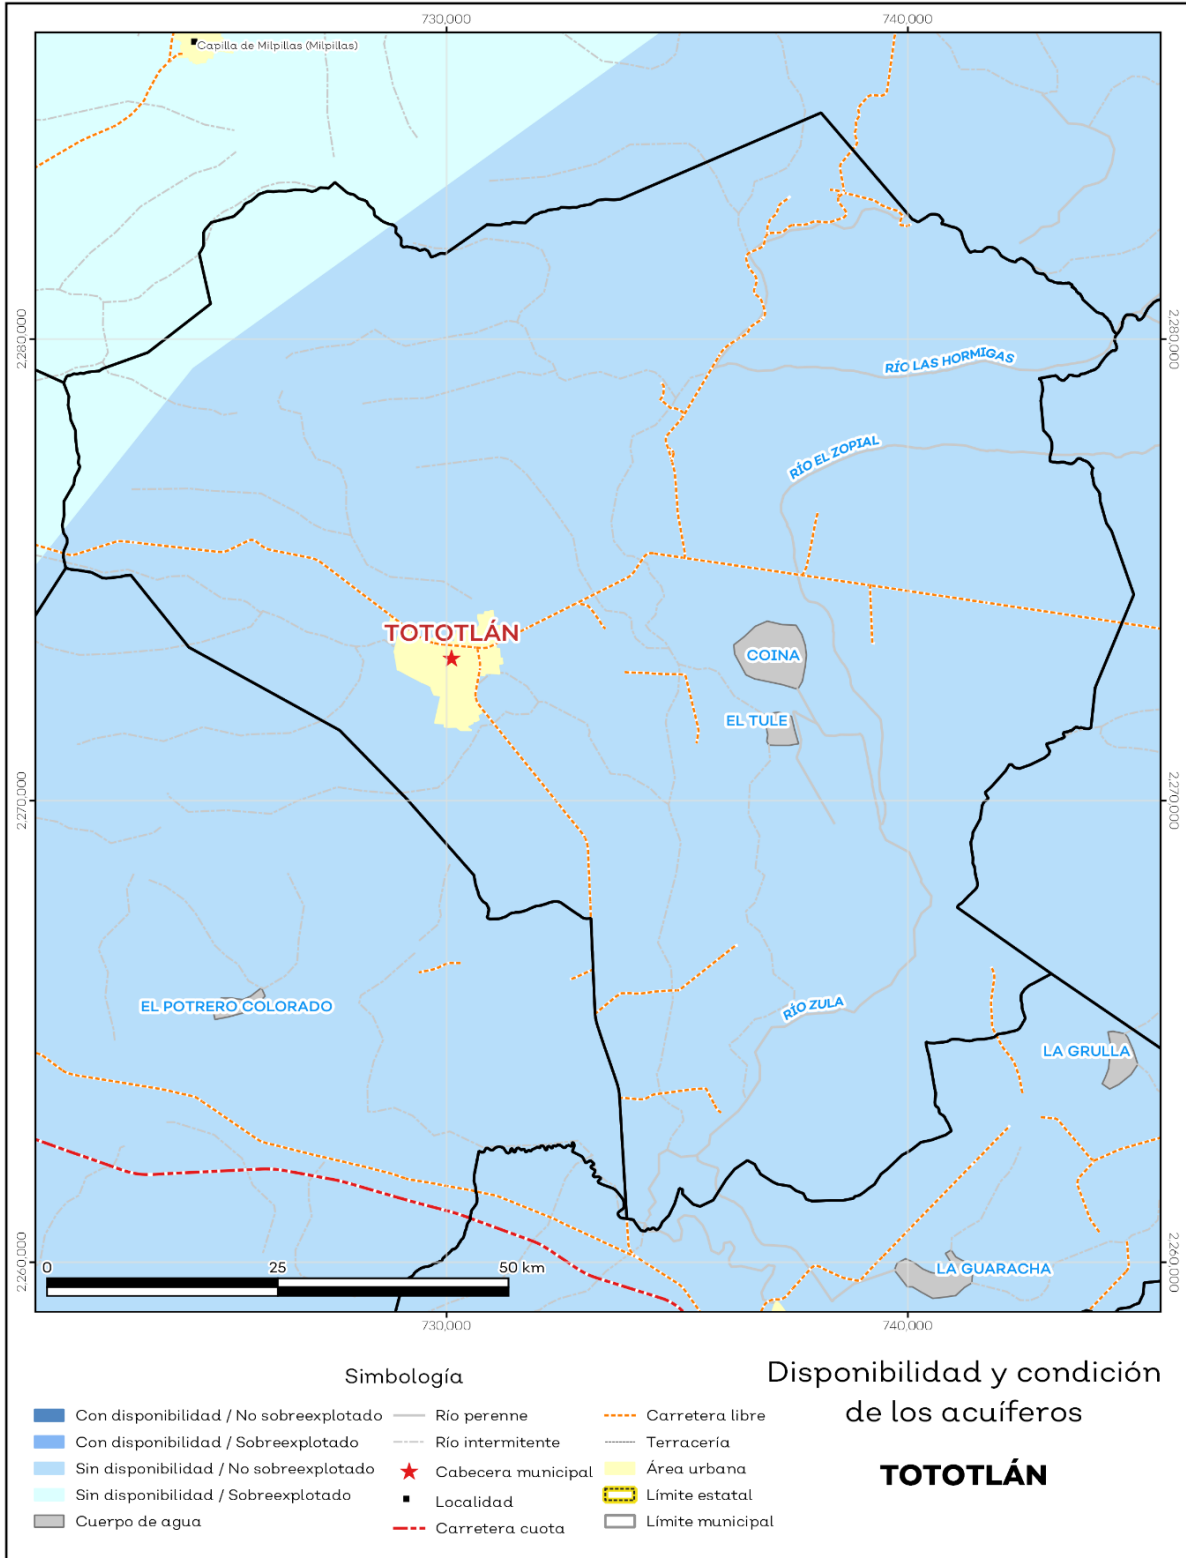 730,000
740,000
Capilla de Milpillas (Milpillas)
2,280,000
2,280,000
RÍO LAS HORMIGAS
RÍO EL ZOPIAL
TOTOTLÁN
COINA
EL TULE
2,270,000
2,270,000
EL POTRERO COLORADO
RÍO ZULA
LA GRULLA
2,260,000
2,260,000
LA GUARACHA
0
25
50 km
730,000
740,000
Simbología
Con disponibilidad / No sobreexplotado
Con disponibilidad / Sobreexplotado
Sin disponibilidad / No sobreexplotado
Sin disponibilidad / Sobreexplotado
Cuerpo de agua
Río perenne
Río intermitente
Cabecera municipal
Localidad
Carretera cuota
Carretera libre
Terracería
Área urbana
Límite estatal
Límite municipal
Disponibilidad y condición
de los acuíferos
TOTOTLÁN